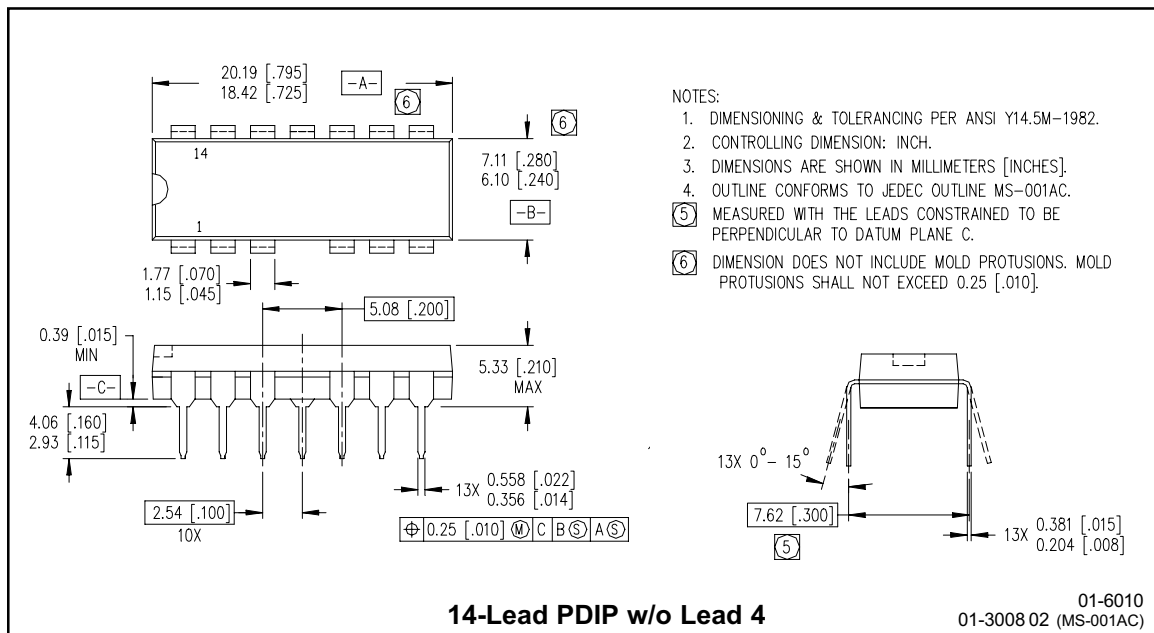 20.19 [.795]
18.42 [.725]
-A-
6
6
14
1
7.11 [.280]
6.10 [.240]
-B-
1.77 [.070]
1.15 [.045]
5.08 [.200]
0.39 [.015]
MIN
-C-
5.33 [.210]
MAX
4.06 [.160]
2.93 [.115]
13X 0.558 [.022]
0.356 [.014]
2.54 [.100]
10X
⌖ 0.25 [.010] Ⓜ C B Ⓢ A Ⓢ
NOTES:
1. DIMENSIONING & TOLERANCING PER ANSI Y14.5M-1982.
2. CONTROLLING DIMENSION: INCH.
3. DIMENSIONS ARE SHOWN IN MILLIMETERS [INCHES].
4. OUTLINE CONFORMS TO JEDEC OUTLINE MS-001AC.
5 MEASURED WITH THE LEADS CONSTRAINED TO BE
PERPENDICULAR TO DATUM PLANE C.
6 DIMENSION DOES NOT INCLUDE MOLD PROTUSIONS. MOLD
PROTUSIONS SHALL NOT EXCEED 0.25 [.010].
13X 0°- 15°
7.62 [.300]
5
13X 0.381 [.015]
0.204 [.008]
14-Lead PDIP w/o Lead 4
01-6010
01-3008 02 (MS-001AC)